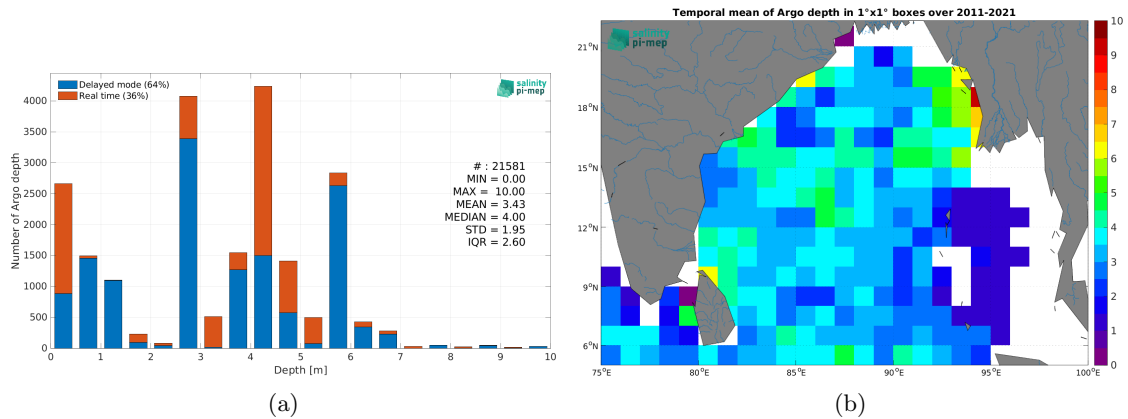 Delayed mode (64%)
Real time (36%)
salinity
pi-mep
# : 21581
MIN = 0.00
MAX = 10.00
MEAN = 3.43
MEDIAN = 4.00
STD = 1.95
IQR = 2.60
Number of Argo depth
4000
3500
3000
2500
2000
1500
1000
500
0
0 1 2 3 4 5 6 7 8 9 10
Depth [m]
(a)
Temporal mean of Argo depth in 1°x1° boxes over 2011-2021
salinity
pi-mep
21°N
18°N
15°N
12°N
9°N
6°N
75°E 80°E 85°E 90°E 95°E 100°E
10
9
8
7
6
5
4
3
2
1
0
(b)